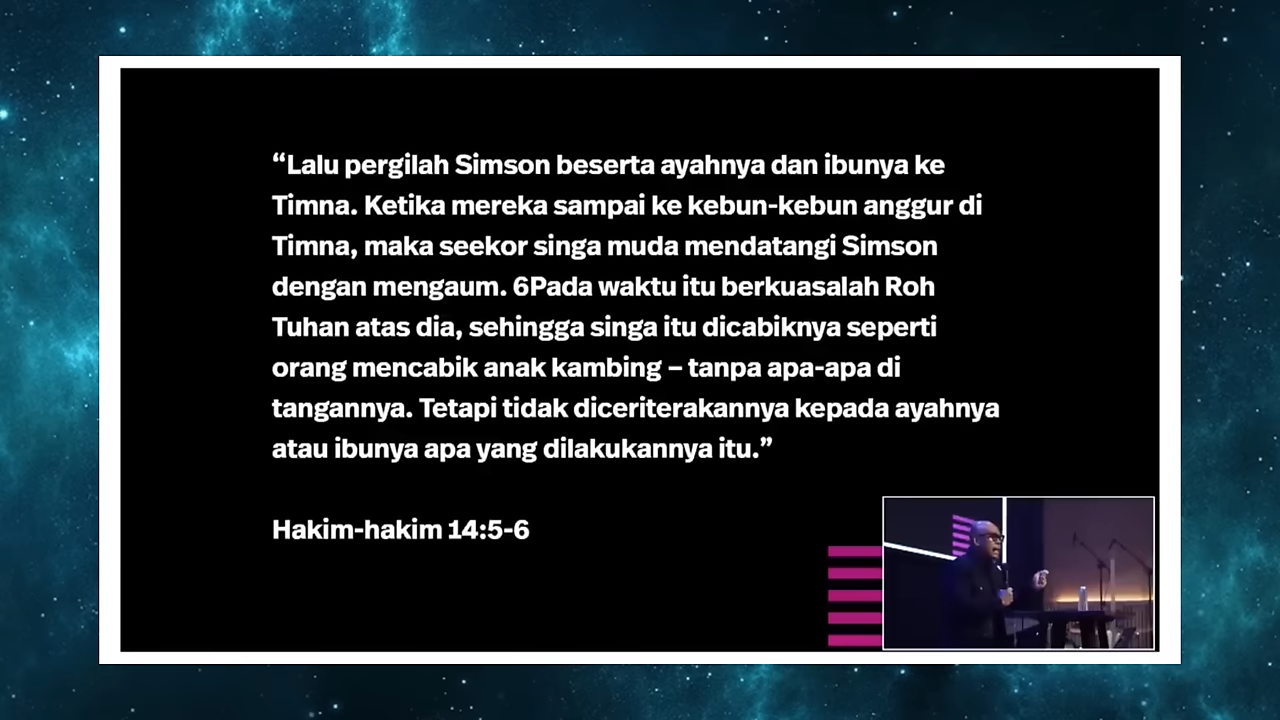 “Lalu pergilah Simson beserta ayahnya dan ibunya ke
Timna. Ketika mereka sampai ke kebun-kebun anggur di
Timna, maka seekor singa muda mendatangi Simson
dengan mengaum. 6Pada waktu itu berkuasalah Roh
Tuhan atas dia, sehingga singa itu dicabiknya seperti
orang mencabik anak kambing – tanpa apa-apa di
tangannya. Tetapi tidak diceriterakannya kepada ayahnya
atau ibunya apa yang dilakukannya itu.”
Hakim-hakim 14:5-6